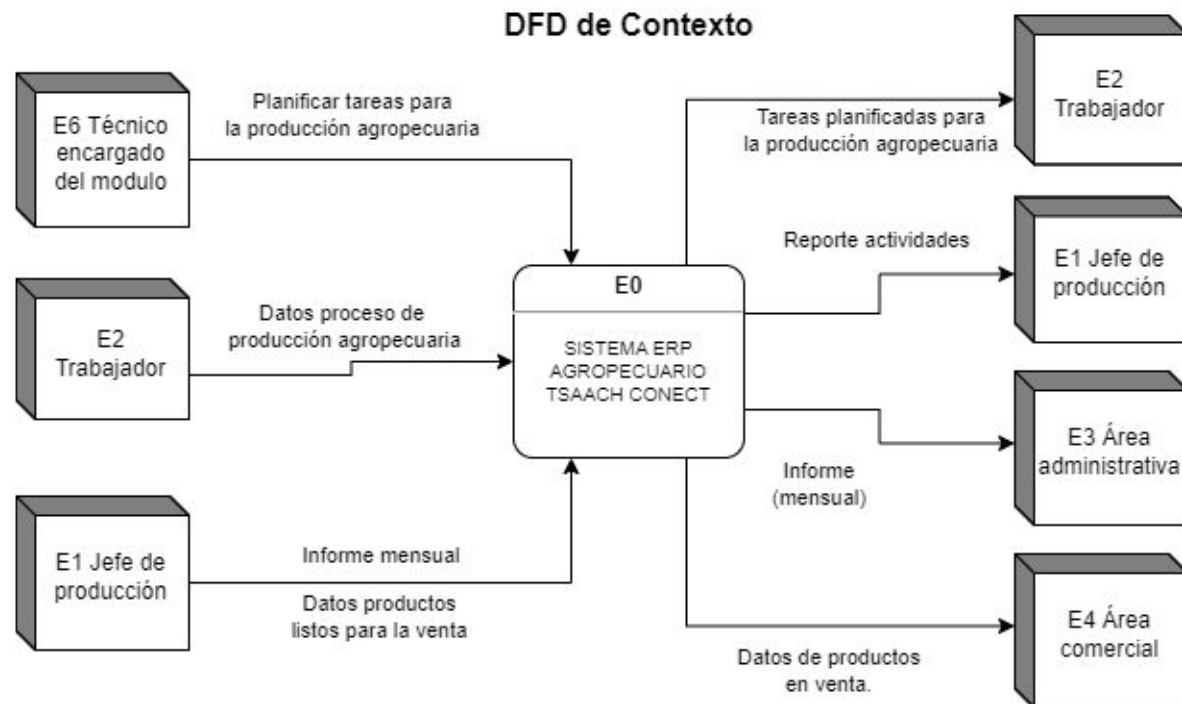 DFD de Contexto
E6 Técnico
encargado
del modulo
Planificar tareas para
la producción agropecuaria
E2
Trabajador
Tareas planificadas para
la producción agropecuaria
Reporte actividades
E1 Jefe de
producción
E2
Trabajador
Datos proceso de
producción agropecuaria
E0
SISTEMA ERP
AGROPECUARIO
TSAACH CONECT
E3 Área
administrativa
Informe
(mensual)
E1 Jefe de
producción
Informe mensual
Datos productos
listos para la venta
E4 Área
comercial
Datos de productos
en venta.